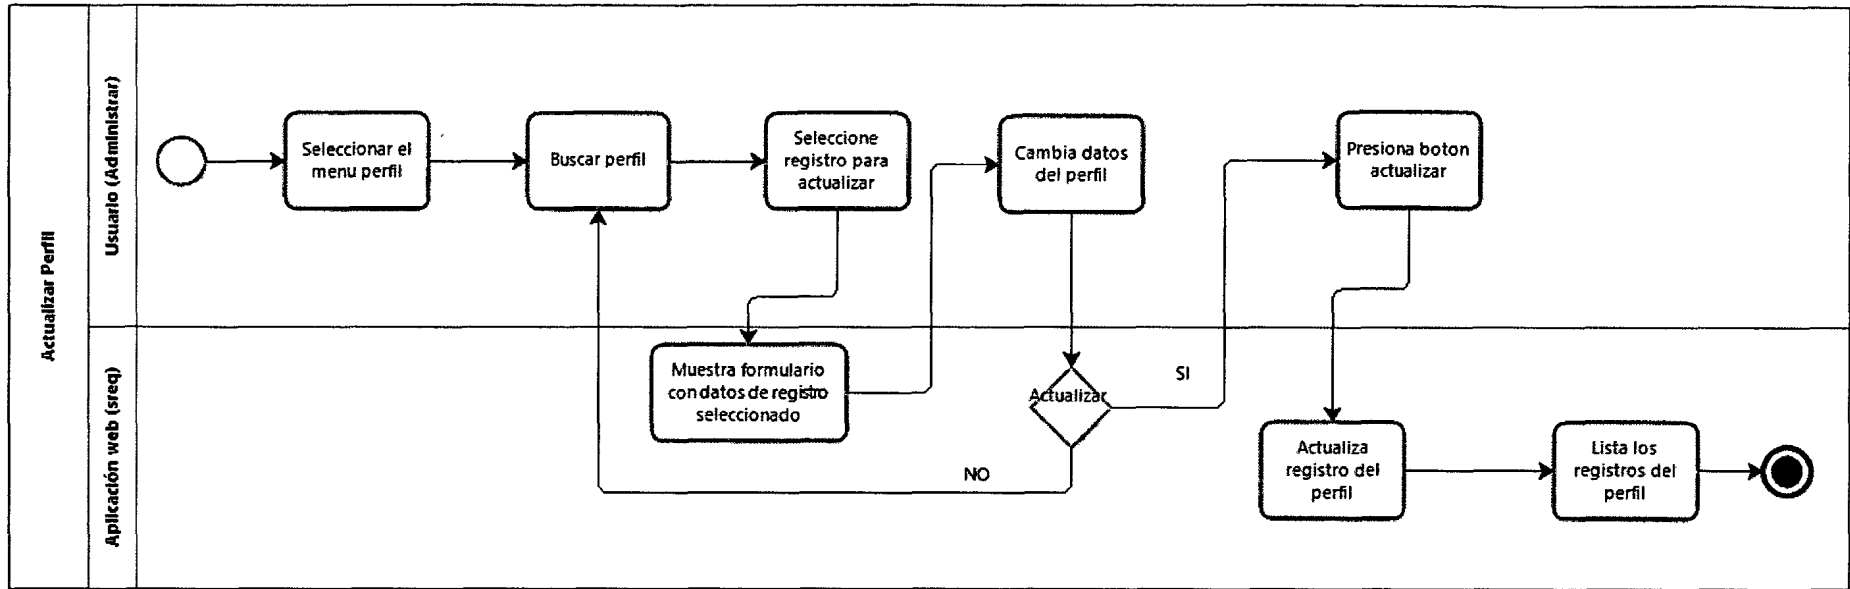 Actualizar Perfil
Usuario (Administrar)
Seleccionar el
menu perfil
Buscar perfil
Seleccione
registro para
actualizar
Cambia datos
del perfil
Presiona boton
actualizar
Aplicación web (sreq)
Muestra formulario
con datos de registro
seleccionado
Actualizar
SI
NO
Actualiza
registro del
perfil
Lista los
registros del
perfil